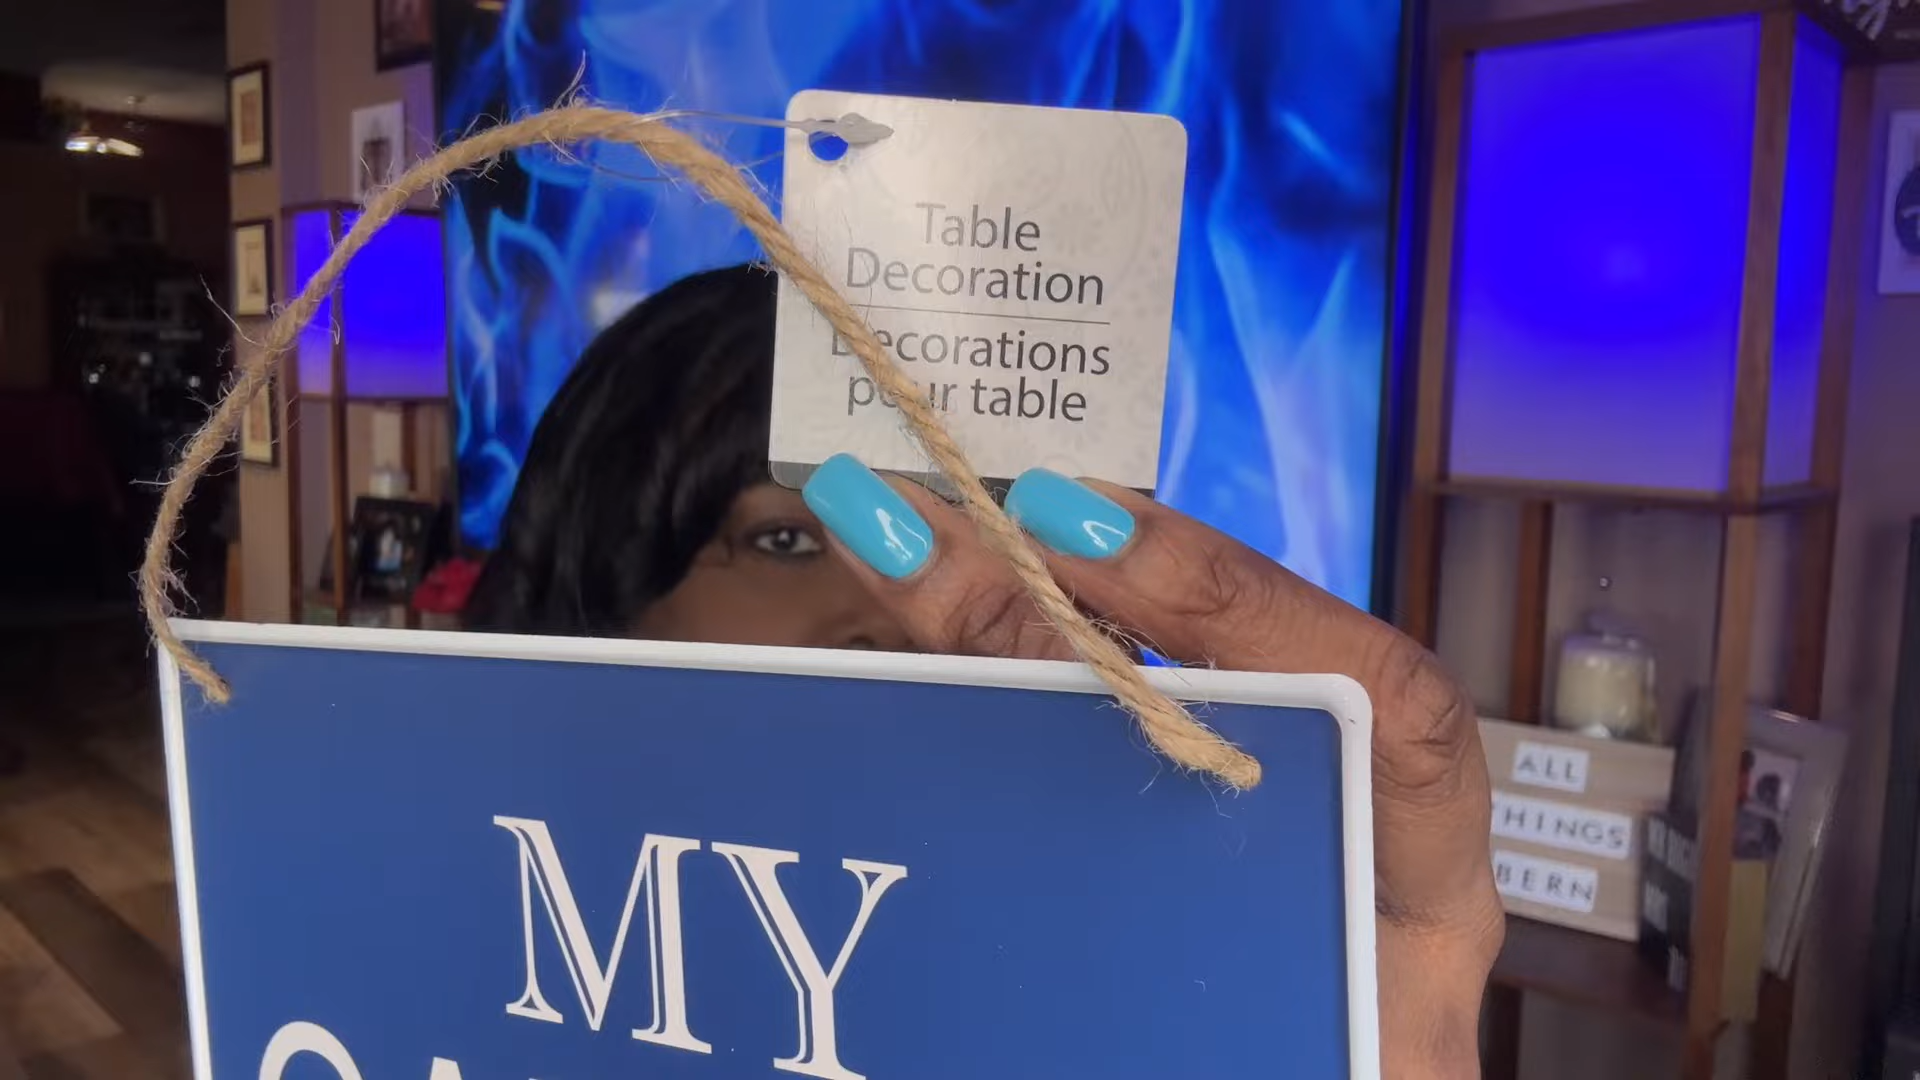 Table
Decoration
Decorations
pour table
MY
ALL
THINGS
BERN